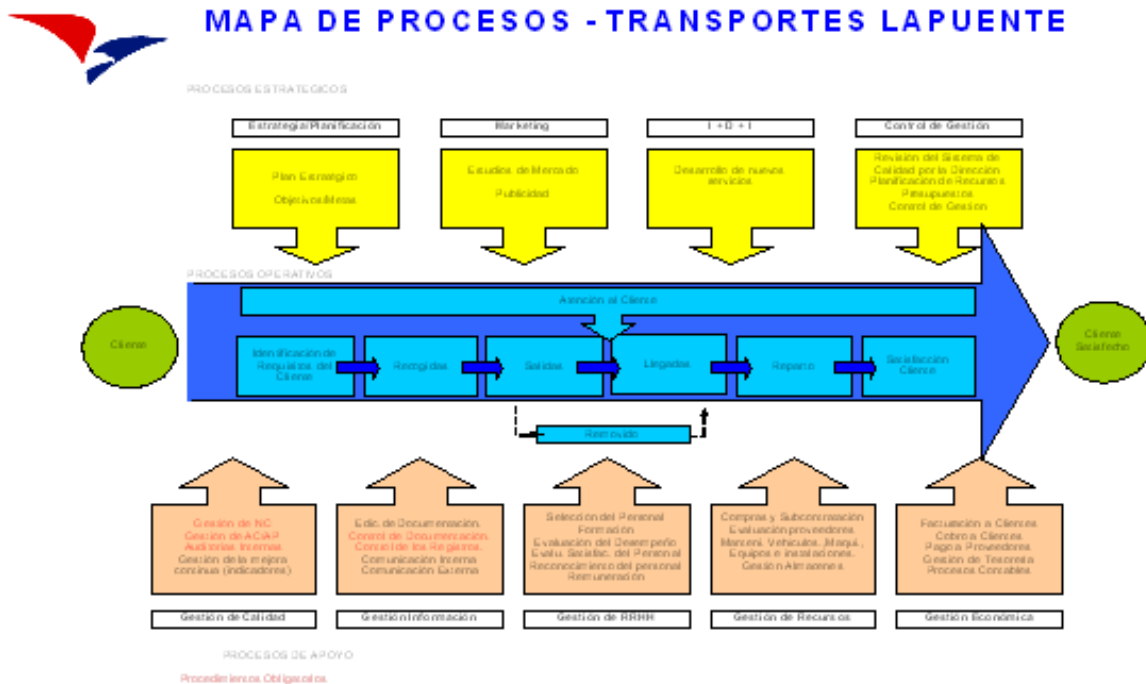 MAPA DE PROCESOS - TRANSPORTES LAPUENTE
PROCESOS ESTRATEGICOS
Estrategia/Planificación
Marketing
I + D + I
Control de Gestión
Plan Estratégico
Objetivos/Metas
Estudios de Mercado
Publicidad
Desarrollo de nuevos
servicios
Revisión del Sistema de
Calidad por la Dirección
Planificación de Recursos
Presupuestos
Control de Gestion
PROCESOS OPERATIVOS
Atención al Cliente
Cliente
Identificación de
Requisitos del
Cliente
Recogidas
Salidas
Llegadas
Reparto
Satisfacción
Cliente
Cliente
Satisfecho
Removido
Gestión de NC
Gestión de AC/AP
Auditorias Internas.
Gestión de la mejora
continua (indicadores)
Edic. de Documentación.
Control de Documentación.
Control de los Registros.
Comunicación Interna
Comunicación Externa
Selección del Personal
Formación
Evaluación del Desempeño
Evalu. Satisfac. del Personal
Reconocimieno del personal
Remuneración
Compras y Subcontratación
Evaluación proveedores
Manteni. Vehículos.,Maqui.,
Equipos e instalaciones.
Gestión Almacenes
Facturación a Clientes
Cobro a Clientes
Pago a Proveedores
Gestión de Tesoreria
Procesos Contables
Gestión de Calidad
Gestión Información
Gestión de RRHH
Gestión de Recursos
Gestión Económica
PROCESOS DE APOYO
Procedimientos Obligatorios